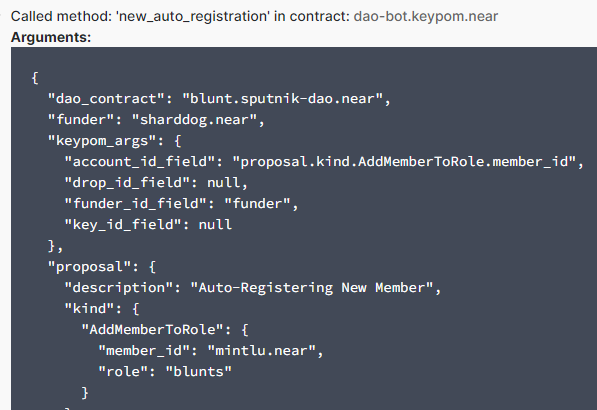 Called method: 'new_auto_registration' in contract: dao-bot.keypom.near
Arguments:
{
"dao_contract": "blunt.sputnik-dao.near",
"funder": "sharddog.near",
"keypom_args": {
"account_id_field": "proposal.kind.AddMemberToRole.member_id",
"drop_id_field": null,
"funder_id_field": "funder",
"key_id_field": null
},
"proposal": {
"description": "Auto-Registering New Member",
"kind": {
"AddMemberToRole": {
"member_id": "mintlu.near",
"role": "blunts"
}